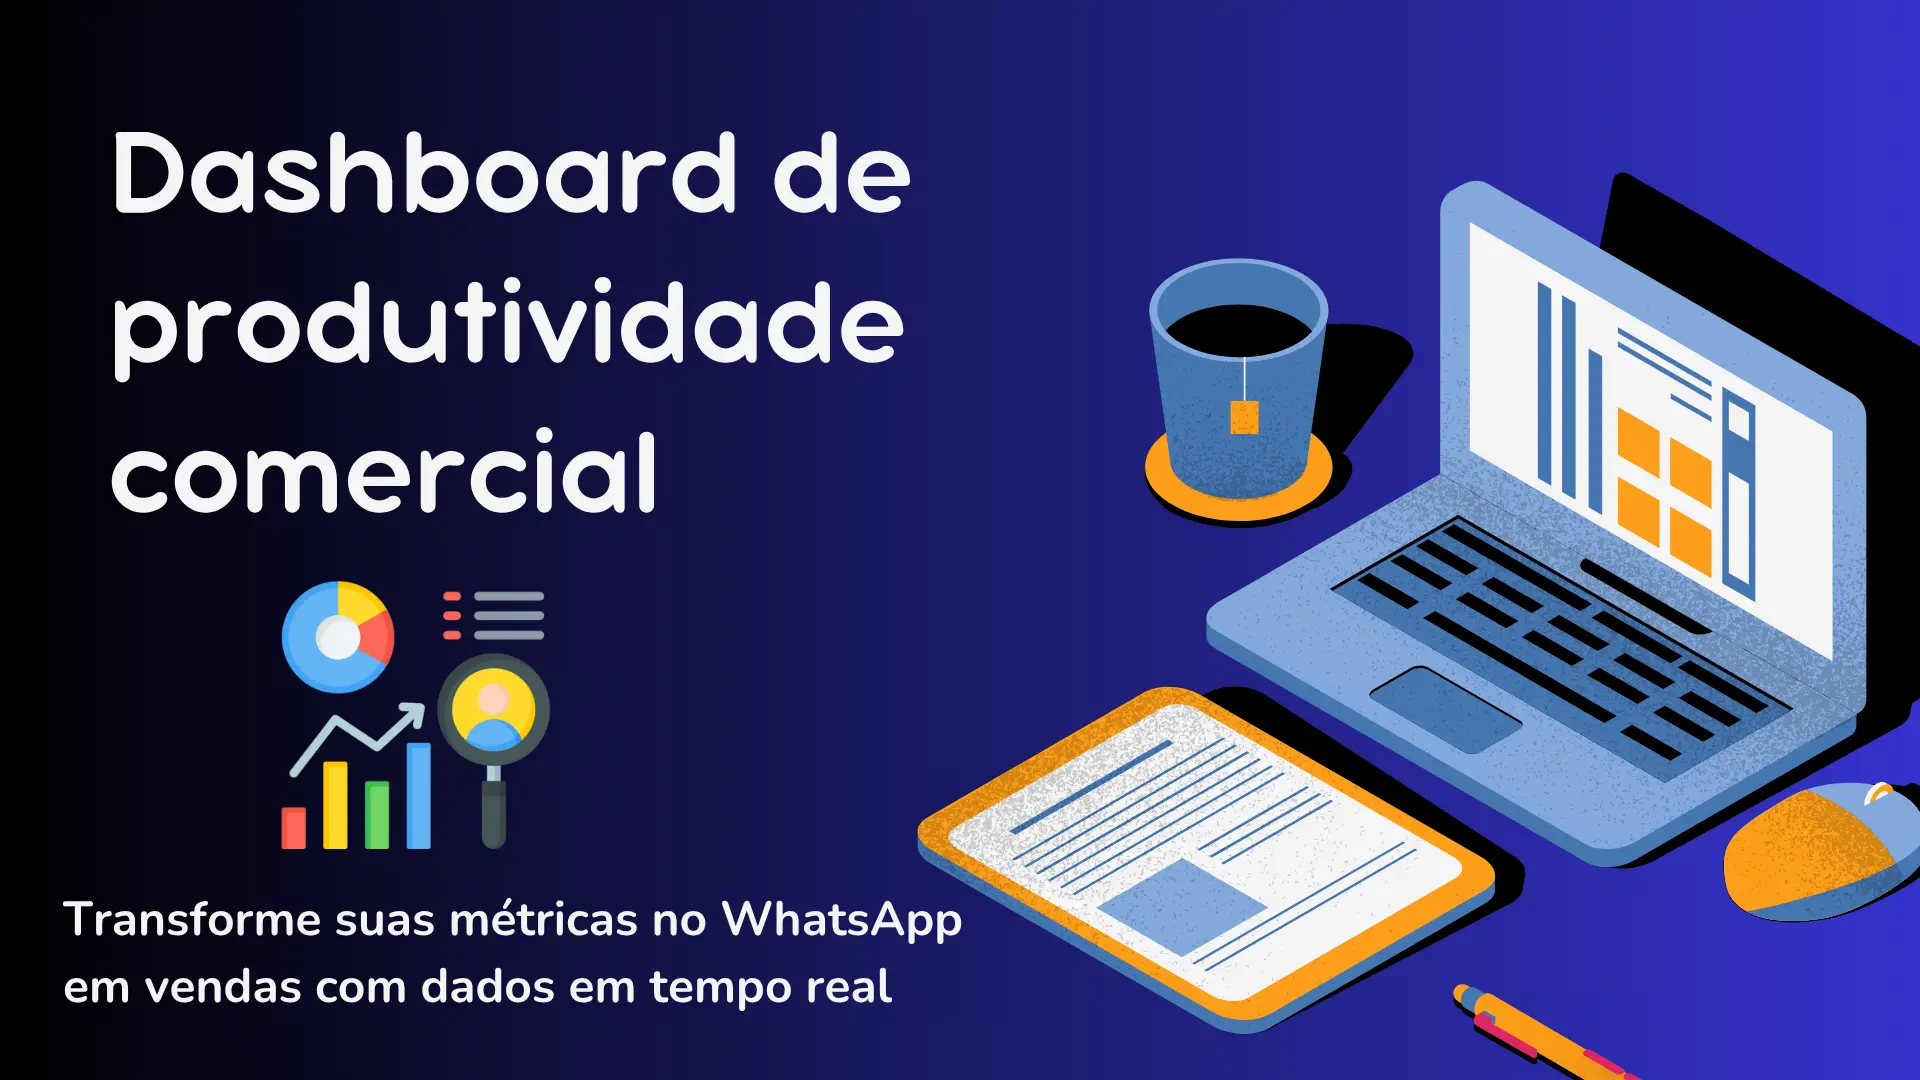 Dashboard de
produtividade
comercial
Transforme suas métricas no WhatsApp
em vendas com dados em tempo real